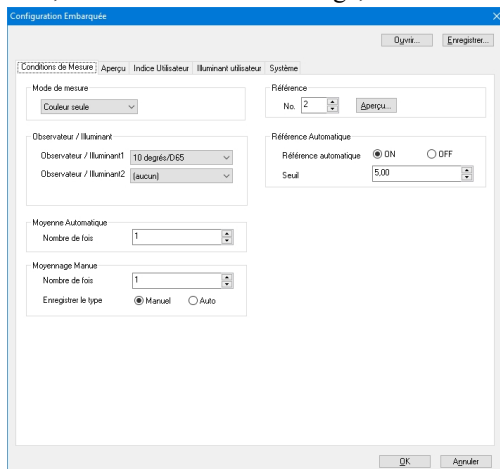 Configuration Embarquée
Ouvrir... Enregistrer...
Conditions de Mesure Aperçu Indice Utilisateur Illuminant utilisateur Système
Mode de mesure
Couleur seule
Référence
No. 2 Aperçu...
Observateur / Illuminant
Observateur / Illuminant1 10 degrés/D65
Observateur / Illuminant2 (aucun)
Référence Automatique
Référence automatique ON OFF
Seuil 5,00
Moyenne Automatique
Nombre de fois 1
Moyennage Manue
Nombre de fois 1
Enregistrer le type Manuel Auto
OK Annuler